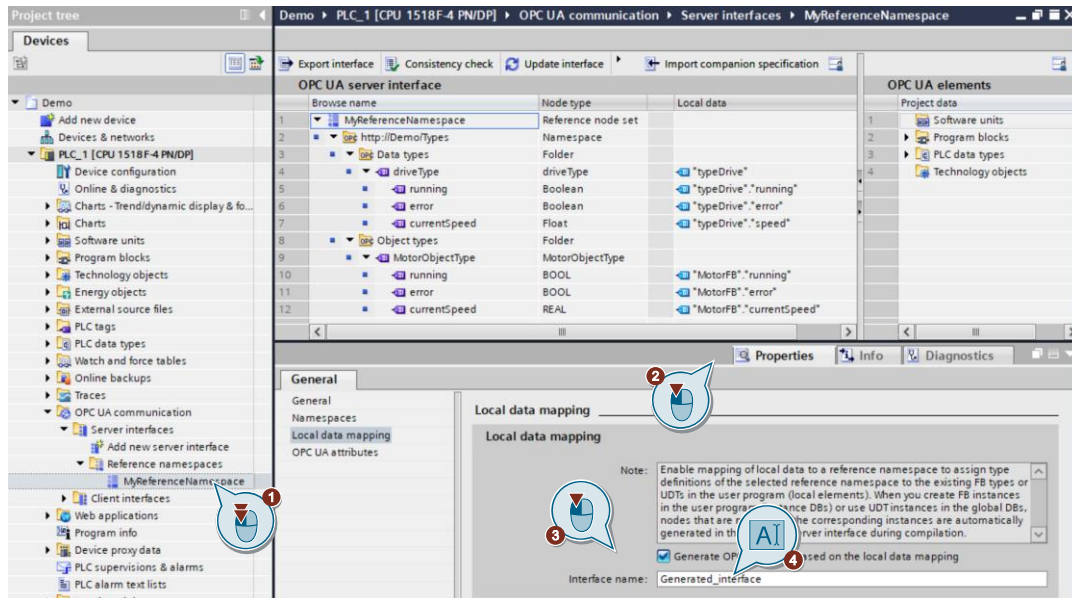 Project tree
Demo ▸ PLC_1 [CPU 1518F-4 PN/DP] ▸ OPC UA communication ▸ Server interfaces ▸ MyReferenceNamespace
Devices
Demo
Add new device
Devices & networks
PLC_1 [CPU 1518F-4 PN/DP]
Device configuration
Online & diagnostics
Charts - Trend/dynamic display & fo...
Charts
Software units
Program blocks
Technology objects
Energy objects
External source files
PLC tags
PLC data types
Watch and force tables
Online backups
Traces
OPC UA communication
Server interfaces
Add new server interface
Reference namespaces
MyReferenceNamespace
Client interfaces
Web applications
Program info
Device proxy data
PLC supervisions & alarms
PLC alarm text lists
1
Export interface Consistency check Update interface Import companion specification
OPC UA server interface
Browse name Node type Local data
1 MyReferenceNamespace Reference node set
2 http://Demo/Types Namespace
3 Data types Folder
4 driveType driveType "typeDrive"
5 running Boolean "typeDrive"."running"
6 error Boolean "typeDrive"."error"
7 currentSpeed Float "typeDrive"."speed"
8 Object types Folder
9 MotorObjectType MotorObjectType
10 running BOOL "MotorFB"."running"
11 error BOOL "MotorFB"."error"
12 currentSpeed REAL "MotorFB"."currentSpeed"
OPC UA elements
Project data
1 Software units
2 Program blocks
3 PLC data types
4 Technology objects
Properties Info Diagnostics
2
General
General
Namespaces
Local data mapping
OPC UA attributes
Local data mapping
Local data mapping
Note: Enable mapping of local data to a reference namespace to assign type
definitions of the selected reference namespace to the existing FB types or
UDTs in the user program (local elements). When you create FB instances
in the user progra ance DBs) or use UDT instances in the global DBs,
nodes that are the corresponding instances are automatically
generated in th erver interface during compilation.
3
AI
4
Generate OP ased on the local data mapping
Interface name: Generated_interface